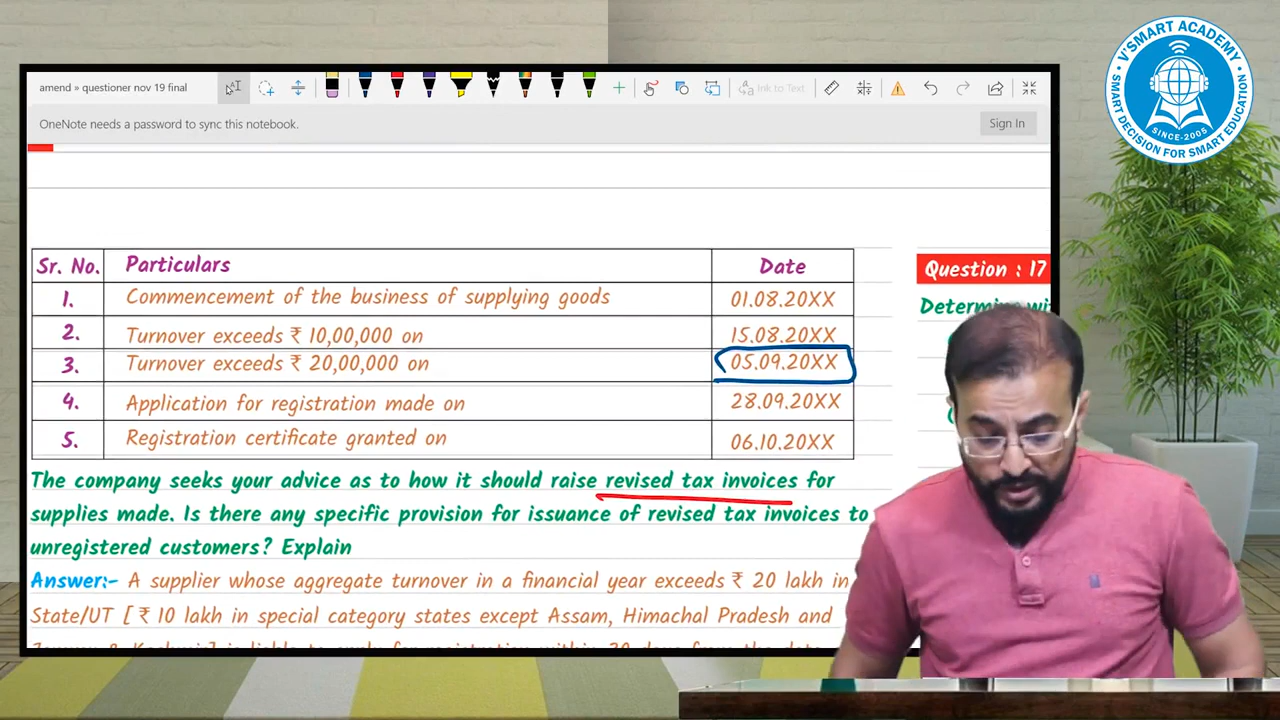 amend » questioner nov 19 final
Ink to Text
OneNote needs a password to sync this notebook.
Sign In
V'SMART ACADEMY
SINCE-2005
SMART DECISION FOR SMART EDUCATION
Sr. No. Particulars Date
1. Commencement of the business of supplying goods 01.08.20XX
2. Turnover exceeds ₹ 10,00,000 on 15.08.20XX
3. Turnover exceeds ₹ 20,00,000 on 05.09.20XX
4. Application for registration made on 28.09.20XX
5. Registration certificate granted on 06.10.20XX
The company seeks your advice as to how it should raise revised tax invoices for
supplies made. Is there any specific provision for issuance of revised tax invoices to
unregistered customers? Explain
Answer:- A supplier whose aggregate turnover in a financial year exceeds ₹ 20 lakh in
State/UT [ ₹ 10 lakh in special category states except Assam, Himachal Pradesh and
Question : 17